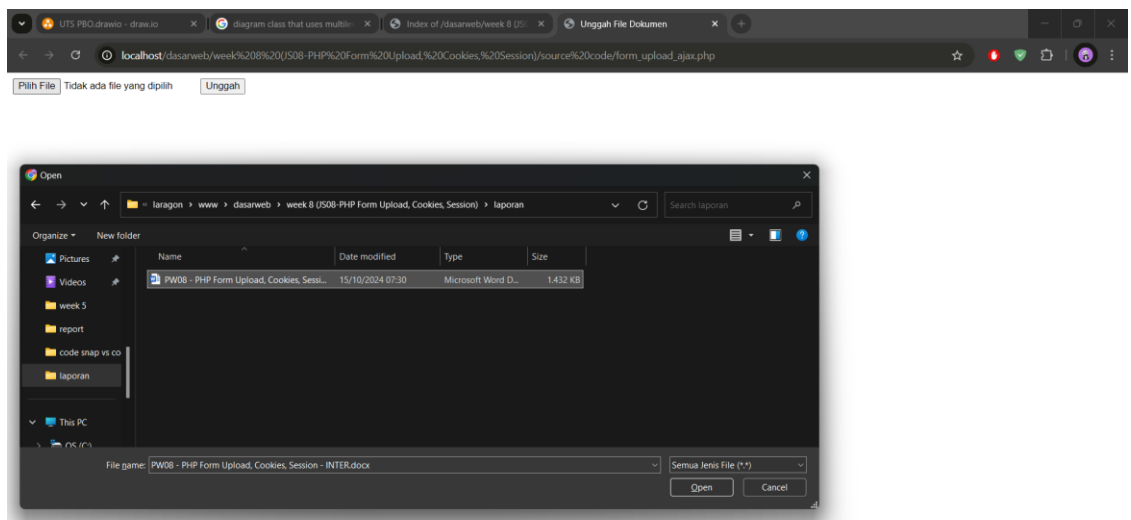 UTS PBO.drawio - draw.io
diagram class that uses multile
Index of /dasarweb/week 8 (JS0
Unggah File Dokumen
localhost/dasarweb/week%208%20(JS08-PHP%20Form%20Upload,%20Cookies,%20Session)/source%20code/form_upload_ajax.php
Pilih File Tidak ada file yang dipilih Unggah
Open
« laragon › www › dasarweb › week 8 (JS08-PHP Form Upload, Cookies, Session) › laporan
Search laporan
Organize
New folder
Name Date modified Type Size
PW08 - PHP Form Upload, Cookies, Sessi... 15/10/2024 07:30 Microsoft Word D... 1.432 KB
Pictures
Videos
week 5
report
code snap vs co
laporan
This PC
OS (C:)
File name: PW08 - PHP Form Upload, Cookies, Session - INTER.docx
Semua Jenis File (*.*)
Open Cancel